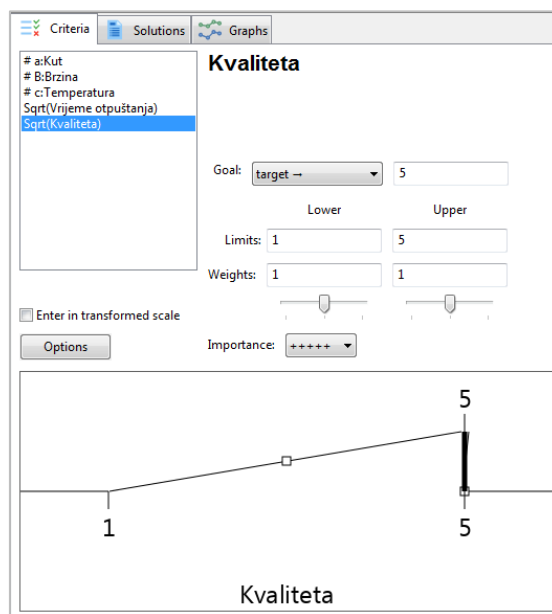 Criteria
Solutions
Graphs
# a:Kut
# B:Brzina
# c:Temperatura
Sqrt(Vrijeme otpuštanja)
Sqrt(Kvaliteta)
Kvaliteta
Goal: target → 5
Lower Upper
Limits: 1 5
Weights: 1 1
Enter in transformed scale
Options
Importance: +++++
5
1
5
Kvaliteta